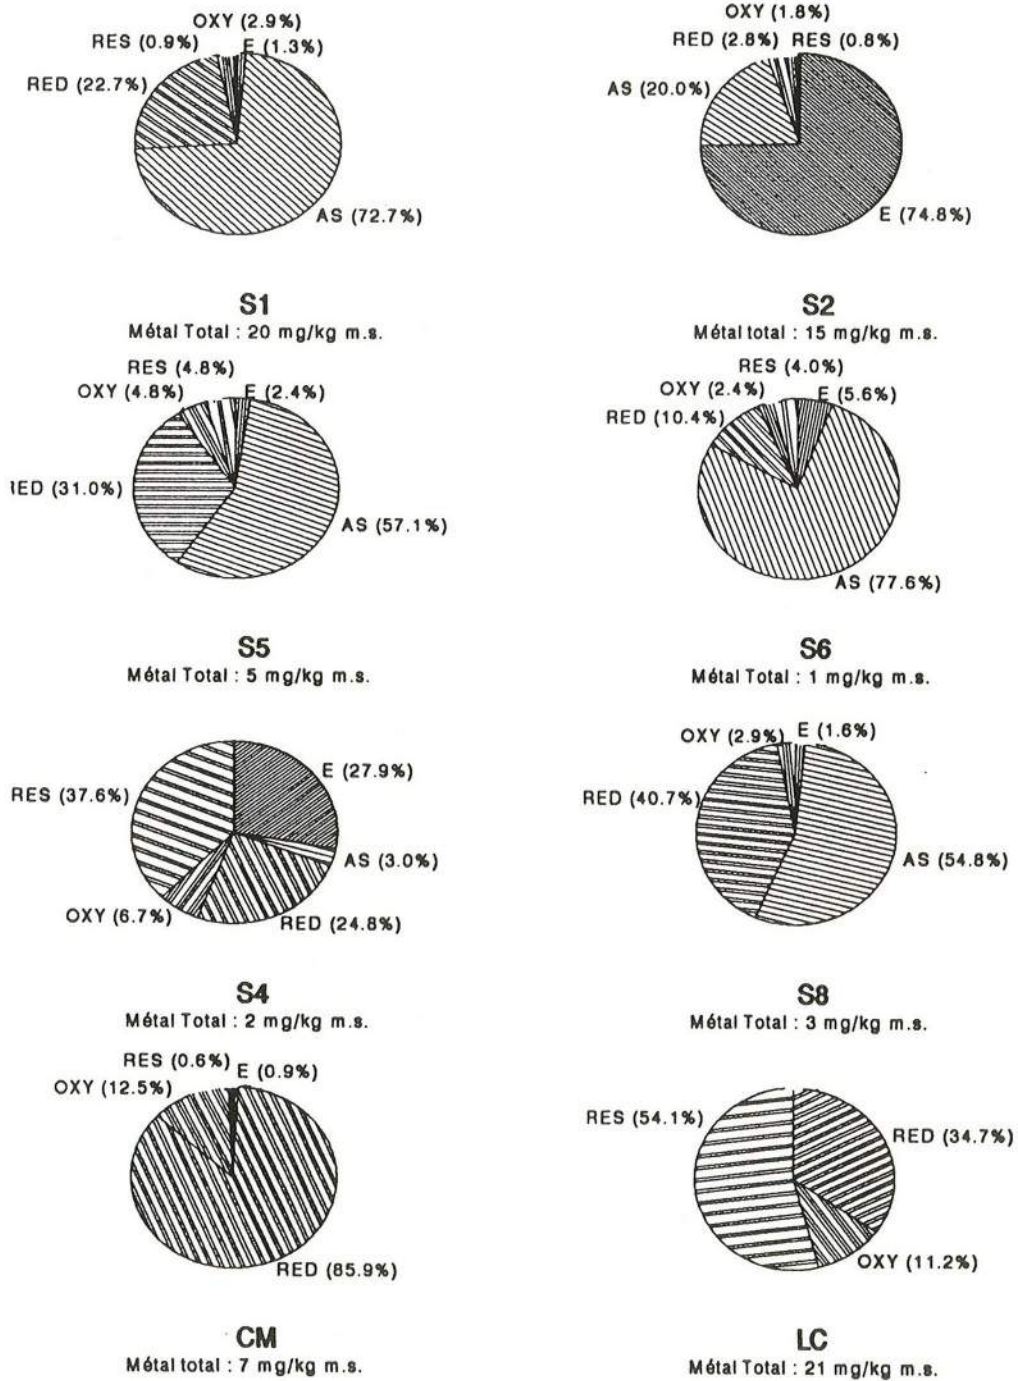 OXY (2.9%)
RES (0.9%)
E (1.3%)
RED (22.7%)
AS (72.7%)
S1
Métal Total : 20 mg/kg m.s.
OXY (1.8%)
RED (2.8%)
RES (0.8%)
AS (20.0%)
E (74.8%)
S2
Métal total : 15 mg/kg m.s.
RES (4.8%)
OXY (4.8%)
E (2.4%)
IED (31.0%)
AS (57.1%)
S5
Métal Total : 5 mg/kg m.s.
RES (4.0%)
OXY (2.4%)
E (5.6%)
RED (10.4%)
AS (77.6%)
S6
Métal Total : 1 mg/kg m.s.
E (27.9%)
RES (37.6%)
AS (3.0%)
OXY (6.7%)
RED (24.8%)
S4
Métal Total : 2 mg/kg m.s.
OXY (2.9%)
E (1.6%)
RED (40.7%)
AS (54.8%)
S8
Métal Total : 3 mg/kg m.s.
RES (0.6%)
E (0.9%)
OXY (12.5%)
RED (85.9%)
CM
Métal total : 7 mg/kg m.s.
RES (54.1%)
RED (34.7%)
OXY (11.2%)
LC
Métal Total : 21 mg/kg m.s.